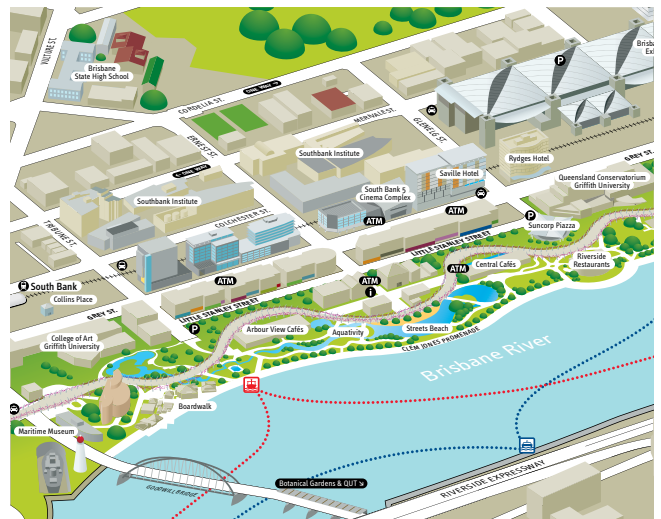 VULTURE ST.
Brisbane
State High School
CORDELIA ST.
ONE WAY
P
MERIVALE ST.
GLENELG ST.
ERNEST ST.
ONE WAY
Southbank Institute
Rydges Hotel
GREY ST.
Saville Hotel
Queensland Conservatorium
Griffith University
South Bank 5
Cinema Complex
Southbank Institute
COLCHESTER ST.
ATM
ATM
P
Suncorp Piazza
TRIBUNE ST.
LITTLE STANLEY STREET
Central Cafés
ATM
Riverside
Restaurants
South Bank
ATM
ATM
i
Collins Place
LITTLE STANLEY STREET
GREY ST.
P
Arbour View Cafés
Aquativity
Streets Beach
College of Art
Griffith University
CLEM JONES PROMENADE
Brisbane River
Boardwalk
Maritime Museum
GOODWILL BRIDGE
Botanical Gardens & QUT
RIVERSIDE EXPRESSWAY